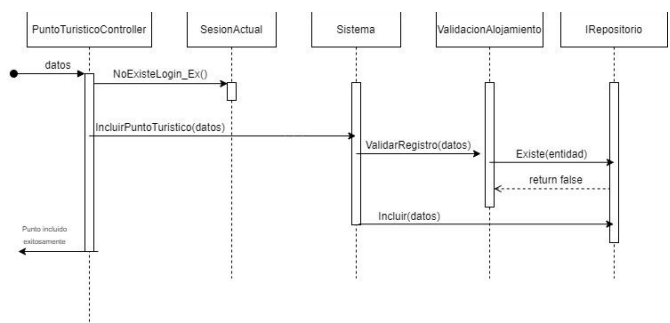 PuntoTuristicoController
SesionActual
Sistema
ValidacionAlojamiento
IRepositorio
datos
NoExisteLogin_Ex()
IncluirPuntoTuristico(datos)
ValidarRegistro(datos)
Existe(entidad)
return false
Incluir(datos)
Punto incluido
exitosamente